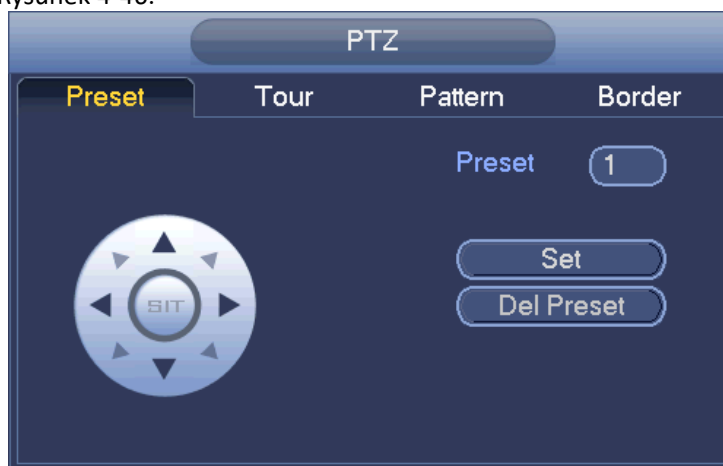 PTZ
Preset Tour Pattern Border
Preset 1
Set
SIT
Del Preset